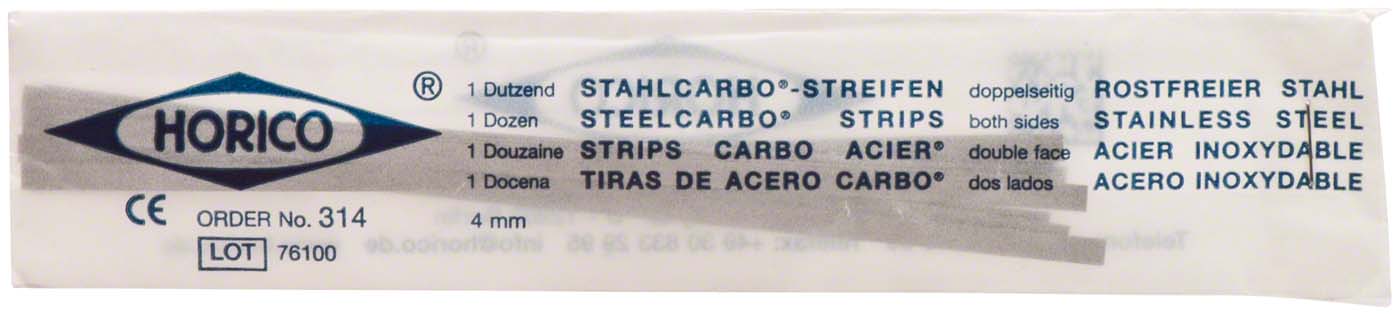 HORICO ®
1 Dutzend STAHLCARBO®-STREIFEN doppelseitig ROSTFREIER STAHL
1 Dozen STEELCARBO® STRIPS both sides STAINLESS STEEL
1 Douzaine STRIPS CARBO ACIER® double face ACIER INOXYDABLE
1 Docena TIRAS DE ACERO CARBO® dos lados ACERO INOXYDABLE
CE ORDER No. 314 4 mm
LOT 76100